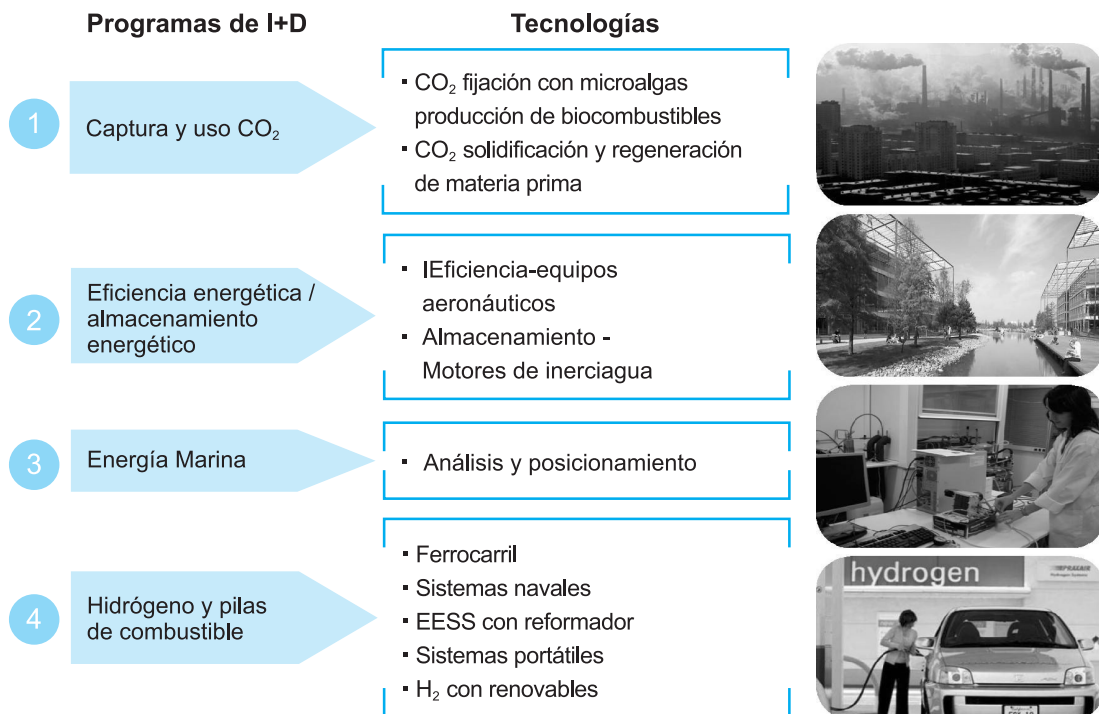 Programas de I+D
Tecnologías
1
Captura y uso CO₂
▪ CO₂ fijación con microalgas
producción de biocombustibles
▪ CO₂ solidificación y regeneración
de materia prima
2
Eficiencia energética /
almacenamiento
energético
▪ IEficiencia-equipos
aeronáuticos
▪ Almacenamiento -
Motores de inerciagua
3
Energía Marina
▪ Análisis y posicionamiento
4
Hidrógeno y pilas
de combustible
▪ Ferrocarril
▪ Sistemas navales
▪ EESS con reformador
▪ Sistemas portátiles
▪ H₂ con renovables
hydrogen